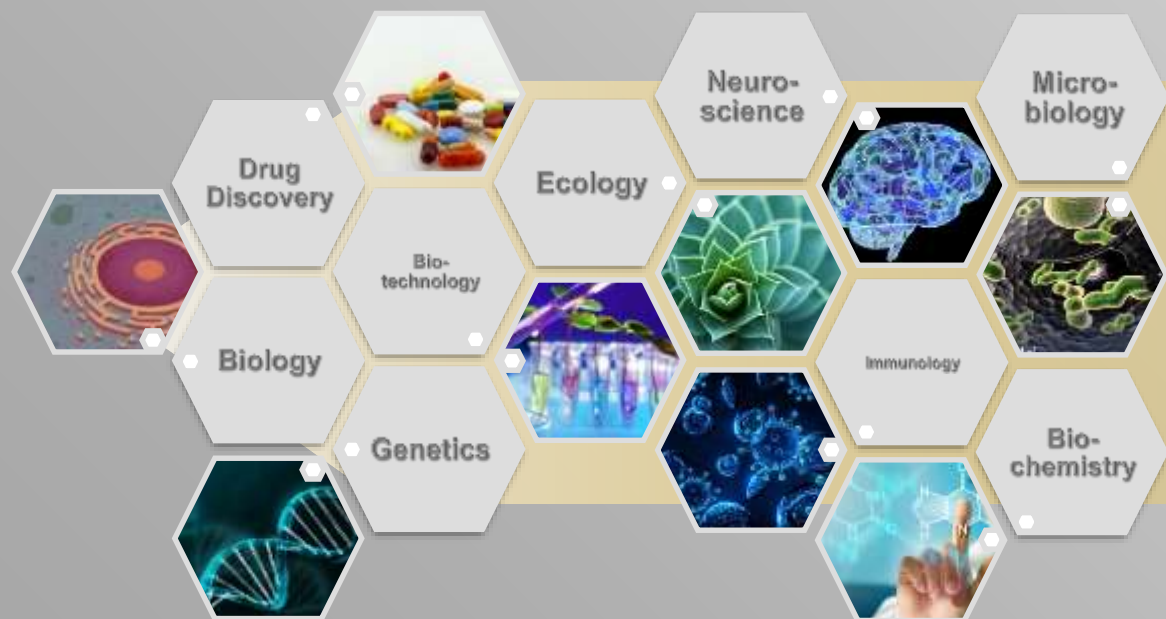 Drug
Discovery
Biology
Bio-
technology
Genetics
Ecology
Neuro-
science
Immunology
Micro-
biology
Bio-
chemistry